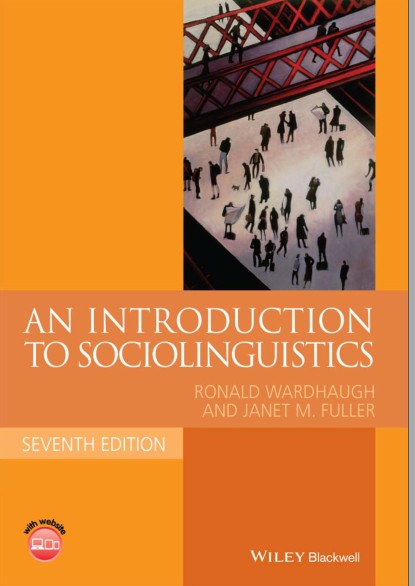 AN INTRODUCTION
TO SOCIOLINGUISTICS
RONALD WARDHAUGH
AND JANET M. FULLER
SEVENTH EDITION
with website
WILEY Blackwell